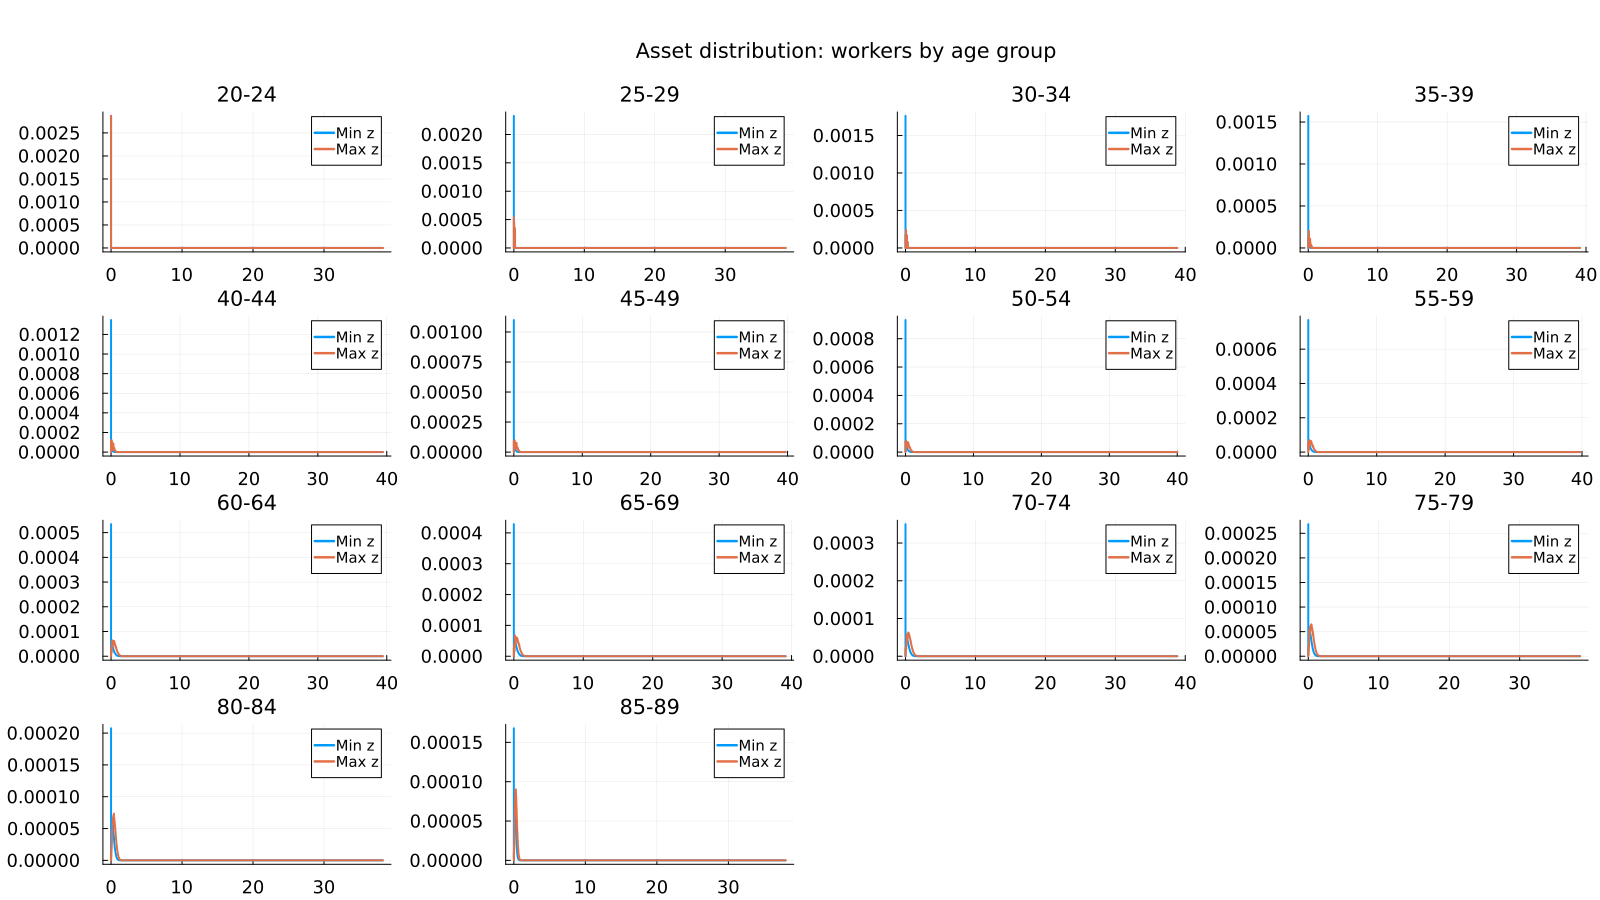 Asset distribution: workers by age group
20-24
0.0025
0.0020
0.0015
0.0010
0.0005
0.0000
0 10 20 30
Min z
Max z
25-29
0.0020
0.0015
0.0010
0.0005
0.0000
0 10 20 30
Min z
Max z
30-34
0.0015
0.0010
0.0005
0.0000
0 10 20 30 40
Min z
Max z
35-39
0.0015
0.0010
0.0005
0.0000
0 10 20 30 40
Min z
Max z
40-44
0.0012
0.0010
0.0008
0.0006
0.0004
0.0002
0.0000
0 10 20 30 40
Min z
Max z
45-49
0.00100
0.00075
0.00050
0.00025
0.00000
0 10 20 30 40
Min z
Max z
50-54
0.0008
0.0006
0.0004
0.0002
0.0000
0 10 20 30 40
Min z
Max z
55-59
0.0006
0.0004
0.0002
0.0000
0 10 20 30 40
Min z
Max z
60-64
0.0005
0.0004
0.0003
0.0002
0.0001
0.0000
0 10 20 30 40
Min z
Max z
65-69
0.0004
0.0003
0.0002
0.0001
0.0000
0 10 20 30 40
Min z
Max z
70-74
0.0003
0.0002
0.0001
0.0000
0 10 20 30 40
Min z
Max z
75-79
0.00025
0.00020
0.00015
0.00010
0.00005
0.00000
0 10 20 30
Min z
Max z
80-84
0.00020
0.00015
0.00010
0.00005
0.00000
0 10 20 30
Min z
Max z
85-89
0.00015
0.00010
0.00005
0.00000
0 10 20 30
Min z
Max z